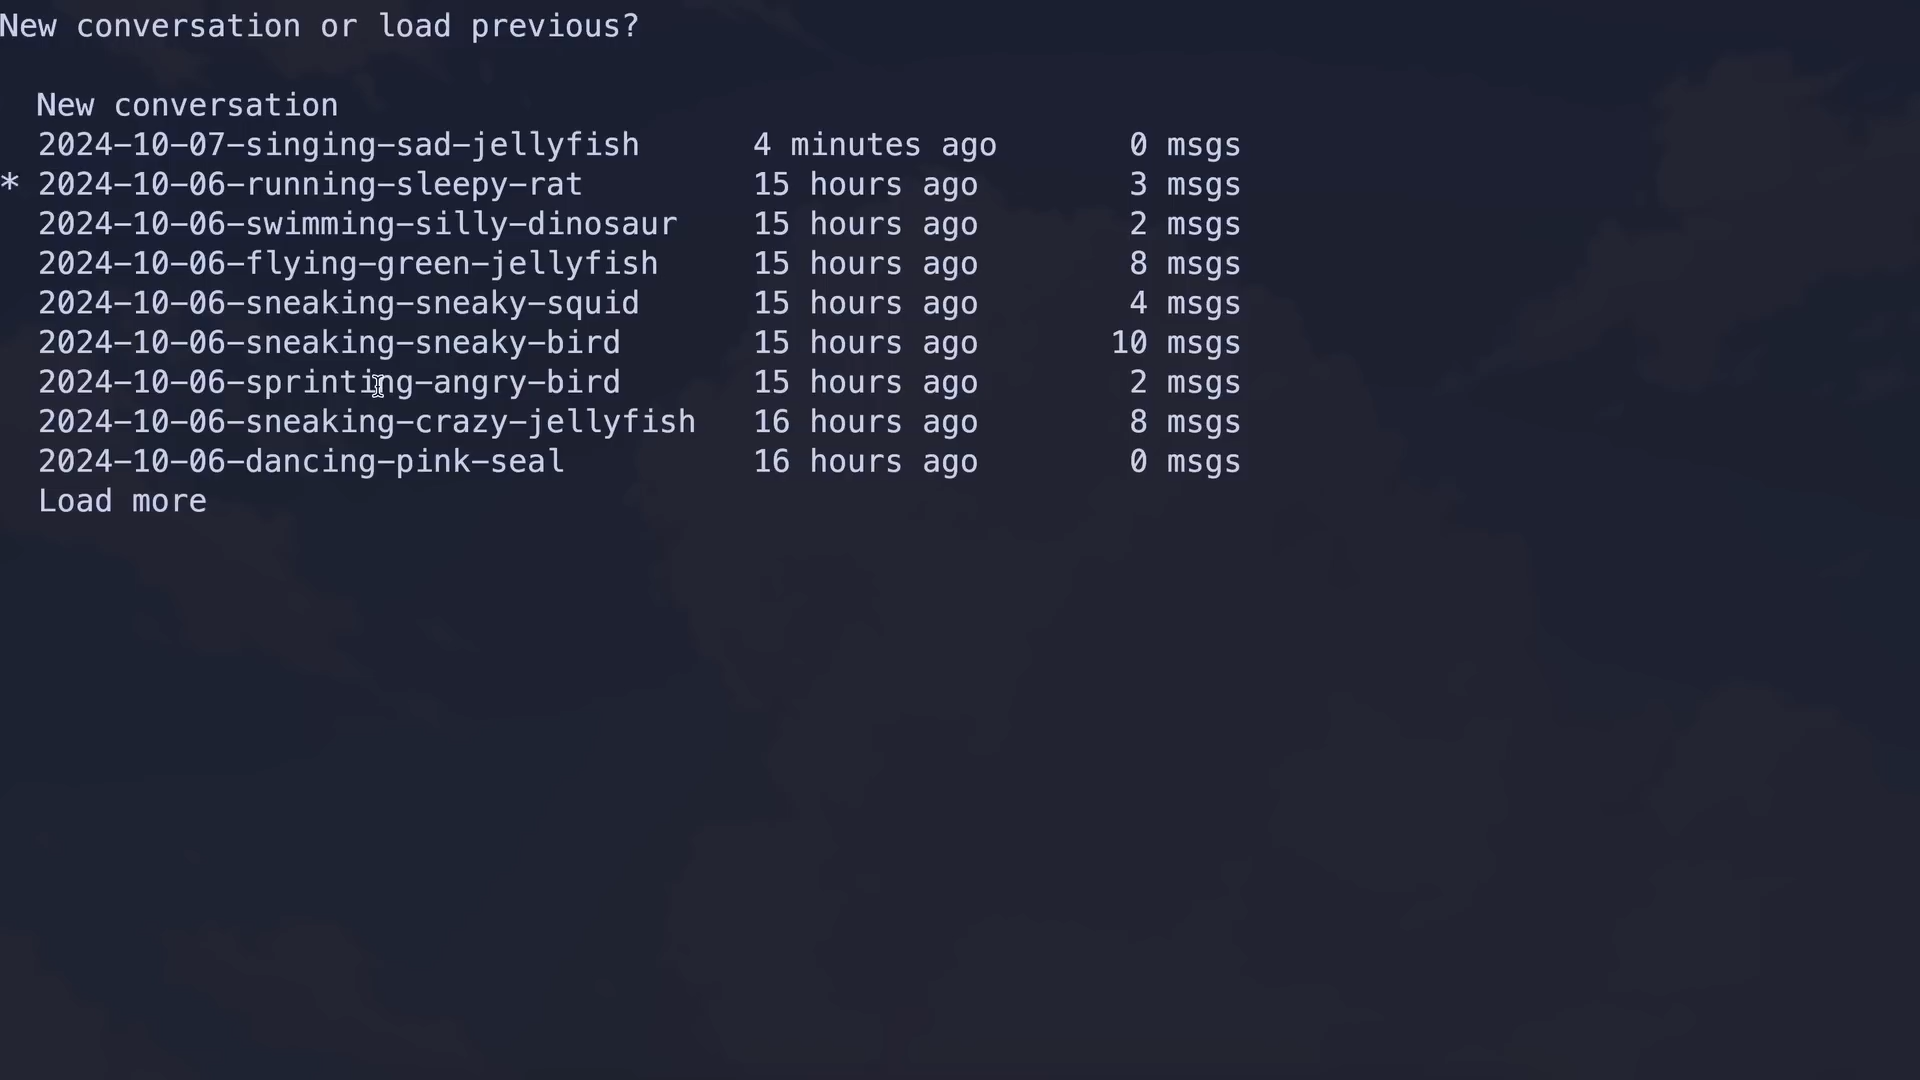 New conversation or load previous?
New conversation
2024-10-07-singing-sad-jellyfish 4 minutes ago 0 msgs
* 2024-10-06-running-sleepy-rat 15 hours ago 3 msgs
2024-10-06-swimming-silly-dinosaur 15 hours ago 2 msgs
2024-10-06-flying-green-jellyfish 15 hours ago 8 msgs
2024-10-06-sneaking-sneaky-squid 15 hours ago 4 msgs
2024-10-06-sneaking-sneaky-bird 15 hours ago 10 msgs
2024-10-06-sprinting-angry-bird 15 hours ago 2 msgs
2024-10-06-sneaking-crazy-jellyfish 16 hours ago 8 msgs
2024-10-06-dancing-pink-seal 16 hours ago 0 msgs
Load more